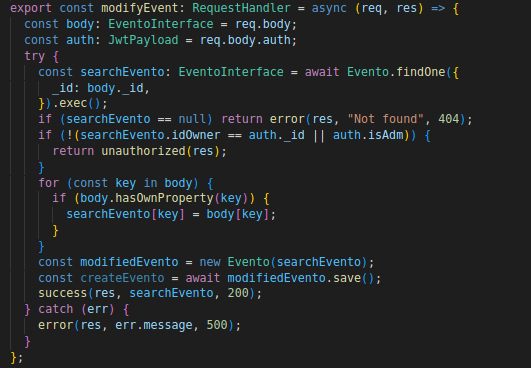 export const modifyEvent: RequestHandler = async (req, res) => {
  const body: EventoInterface = req.body;
  const auth: JwtPayload = req.body.auth;
  try {
    const searchEvento: EventoInterface = await Evento.findOne({
      _id: body._id,
    }).exec();
    if (searchEvento == null) return error(res, "Not found", 404);
    if (!(searchEvento.idOwner == auth._id || auth.isAdm)) {
      return unauthorized(res);
    }
    for (const key in body) {
      if (body.hasOwnProperty(key)) {
        searchEvento[key] = body[key];
      }
    }
    const modifiedEvento = new Evento(searchEvento);
    const createEvento = await modifiedEvento.save();
    success(res, searchEvento, 200);
  } catch (err) {
    error(res, err.message, 500);
  }
};